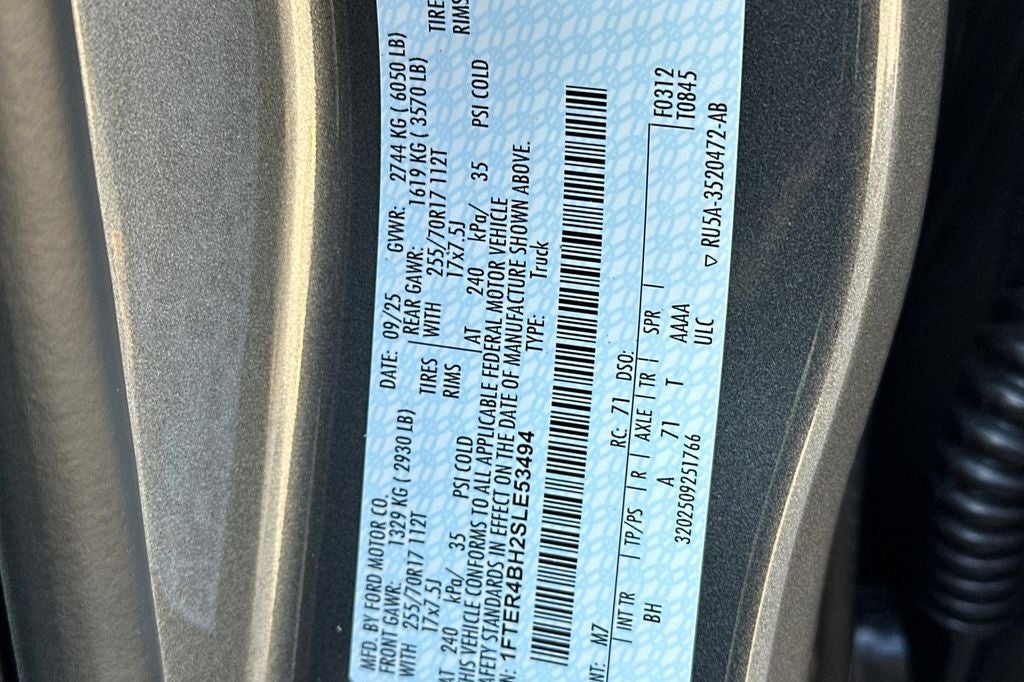 MFD. BY FORD MOTOR CO.
DATE: 09/25 GVWR: 2744 KG ( 6050 LB)
FRONT GAWR: 1329 KG ( 2930 LB) REAR GAWR: 1619 KG ( 3570 LB)
WITH 255/70R17 112T TIRES WITH 255/70R17 112T TIRE
17x7.5J RIMS 17x7.5J RIMS
AT 240 kPa/ 35 PSI COLD AT 240 kPa/ 35 PSI COLD
HIS VEHICLE CONFORMS TO ALL APPLICABLE FEDERAL MOTOR VEHICLE
AFETY STANDARDS IN EFFECT ON THE DATE OF MANUFACTURE SHOWN ABOVE.
N: 1FTER4BH2SLE53494 TYPE: Truck
NT: M7 RC: 71 DSO: F0312
INT TR TP/PS R AXLE TR SPR T0845
BH A 71 T AAAA
3202509251766 ULC
▽ RU5A-3520472-AB